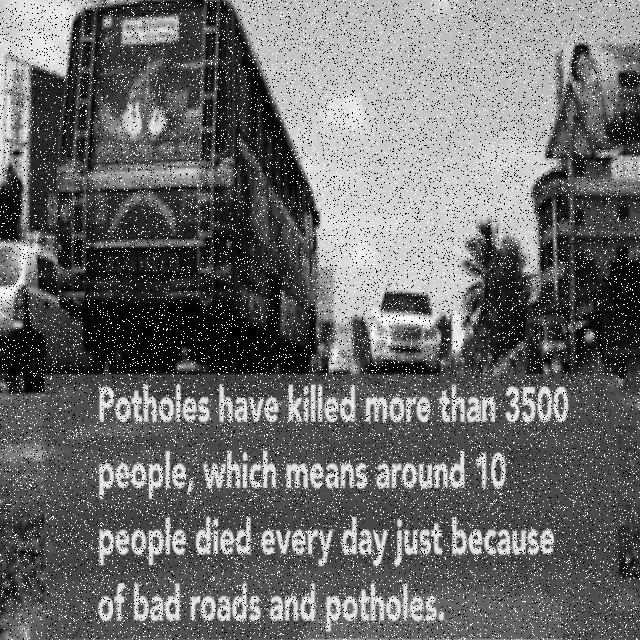 Potholes have killed more than 3500
people, which means around 10
people died every day just because
of bad roads and potholes.